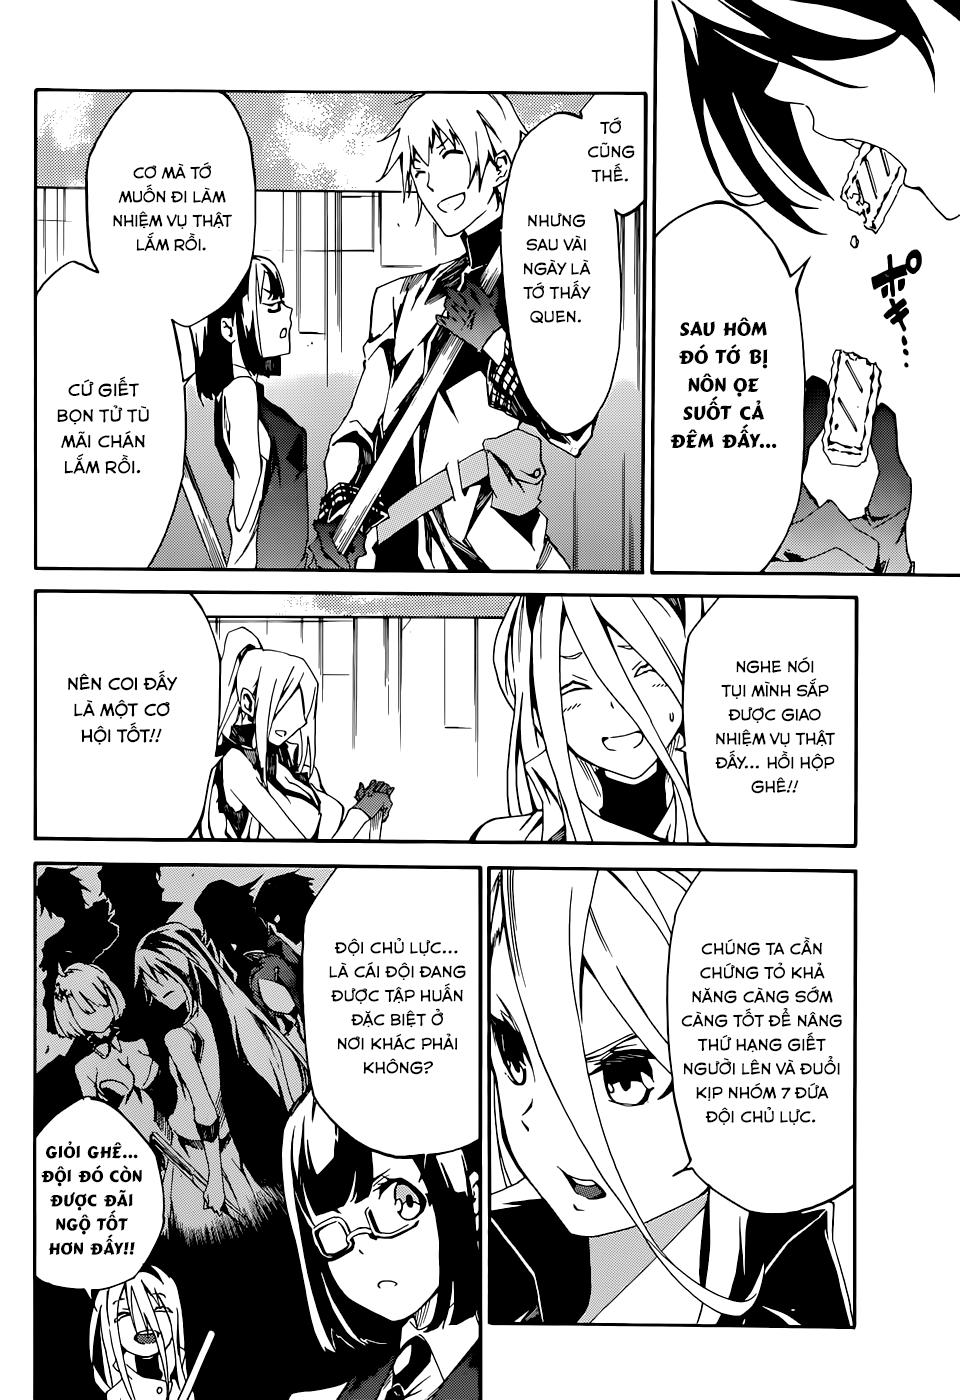 SAU HÔM
ĐÓ TỚ BỊ
NÔN ỌE
SUỐT CẢ
ĐÊM ĐẤY...
ポキ...
TỚ
CŨNG
THẾ.
NHƯNG
SAU VÀI
NGÀY LÀ
TỚ THẤY
QUEN.
CƠ MÀ TỚ
MUỐN ĐI LÀM
NHIỆM VỤ THẬT
LẮM RỒI.
CỨ GIẾT
BỌN TỬ TÙ
MÃI CHÁN
LẮM RỒI.
NGHE NÓI
TỤI MÌNH SẮP
ĐƯỢC GIAO
NHIỆM VỤ THẬT
ĐẤY... HỒI HỘP
GHÊ!!
NÊN COI ĐẤY
LÀ MỘT CƠ
HỘI TỐT!!
CHÚNG TA CẦN
CHỨNG TỎ KHẢ
NĂNG CÀNG SỚM
CÀNG TỐT ĐỂ NÂNG
THỨ HẠNG GIẾT
NGƯỜI LÊN VÀ ĐUỔI
KỊP NHÓM 7 ĐỨA
ĐỘI CHỦ LỰC.
ĐỘI CHỦ LỰC...
LÀ CÁI ĐỘI ĐANG
ĐƯỢC TẬP HUẤN
ĐẶC BIỆT Ở
NƠI KHÁC PHẢI
KHÔNG?
GIỎI GHÊ...
ĐỘI ĐÓ CÒN
ĐƯỢC ĐÃI
NGỘ TỐT
HƠN ĐẤY!!